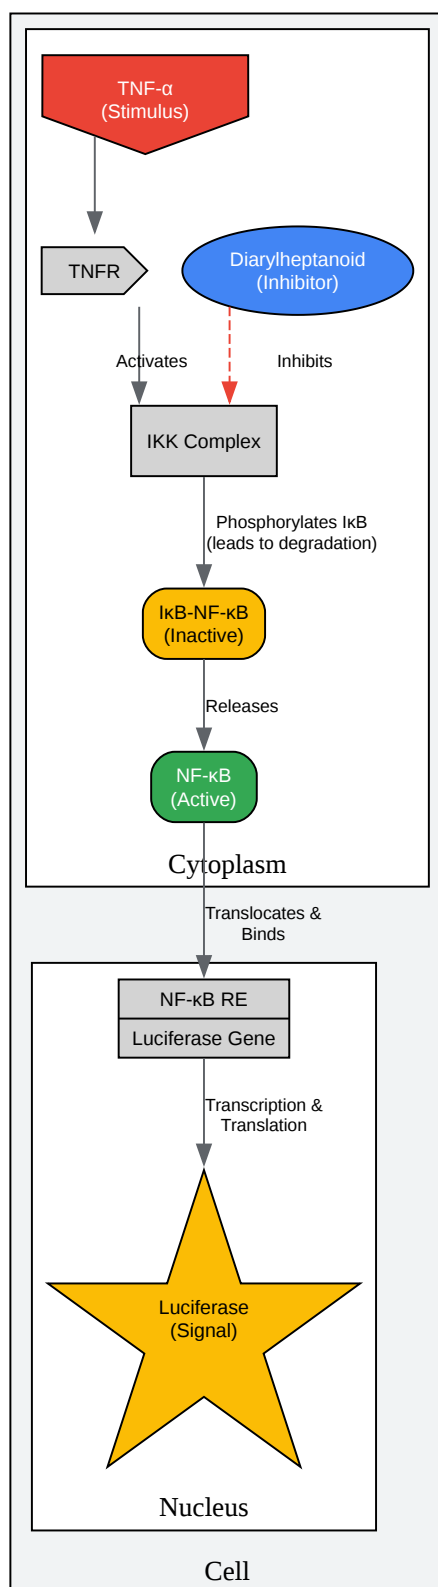 TNF-α
(Stimulus)
TNFR
Diarylheptanoid
(Inhibitor)
Activates
Inhibits
IKK Complex
Phosphorylates IκB
(leads to degradation)
IκB-NF-κB
(Inactive)
Releases
NF-κB
(Active)
Cytoplasm
Translocates &
Binds
NF-κB RE
Luciferase Gene
Transcription &
Translation
Luciferase
(Signal)
Nucleus
Cell